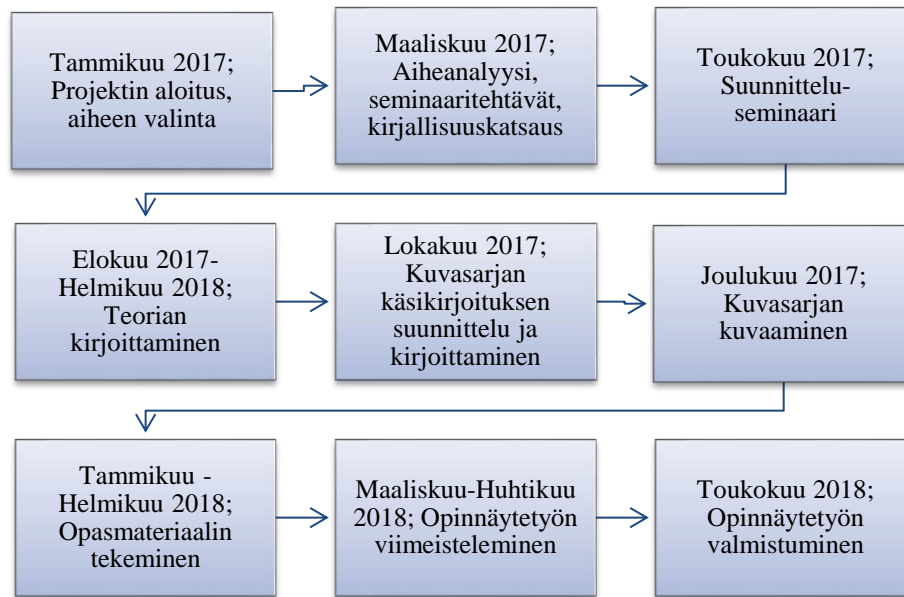 Tammikuu 2017;
Projektin aloitus,
aiheen valinta
Maaliskuu 2017;
Aiheanalyysi,
seminaaritehtävät,
kirjallisuuskatsaus
Toukokuu 2017;
Suunnittelu-
seminaari
Elokuu 2017-
Helmikuu 2018;
Teorian
kirjoittaminen
Lokakuu 2017;
Kuvasarjan
käsikirjoituksen
suunnittelu ja
kirjoittaminen
Joulukuu 2017;
Kuvasarjan
kuvaaminen
Tammikuu -
Helmikuu 2018;
Opasmateriaalin
tekeminen
Maaliskuu-Huhtikuu
2018; Opinnäytetyön
viimeisteleminen
Toukokuu 2018;
Opinnäytetyön
valmistuminen